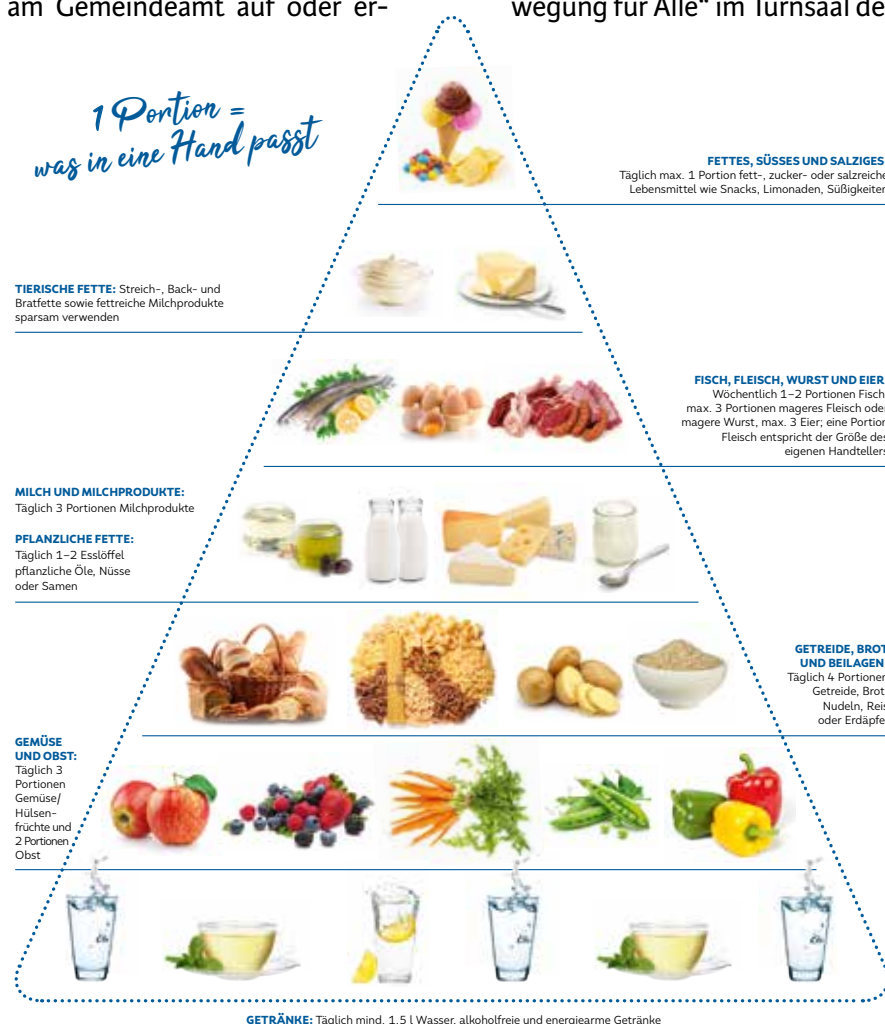 am Gemeindeamt auf oder er-
wegung für Alle“ im Turnsaal de
1 Portion =
was in eine Hand passt
FETTES, SÜSSES UND SALZIGES
Täglich max. 1 Portion fett-, zucker- oder salzreiche
Lebensmittel wie Snacks, Limonaden, Süßigkeiten
TIERISCHE FETTE: Streich-, Back- und
Bratfette sowie fettreiche Milchprodukte
sparsam verwenden
FISCH, FLEISCH, WURST UND EIER
Wöchentlich 1–2 Portionen Fisch
max. 3 Portionen mageres Fleisch oder
magere Wurst, max. 3 Eier; eine Portion
Fleisch entspricht der Größe des
eigenen Handtellers
MILCH UND MILCHPRODUKTE:
Täglich 3 Portionen Milchprodukte
PFLANZLICHE FETTE:
Täglich 1–2 Esslöffel
pflanzliche Öle, Nüsse
oder Samen
GETREIDE, BROT
UND BEILAGEN
Täglich 4 Portionen
Getreide, Brot
Nudeln, Reis
oder Erdäpfel
GEMÜSE
UND OBST:
Täglich 3
Portionen
Gemüse/
Hülsen-
früchte und
2 Portionen
Obst
GETRÄNKE: Täglich mind. 1,5 l Wasser, alkoholfreie und energiearme Getränke